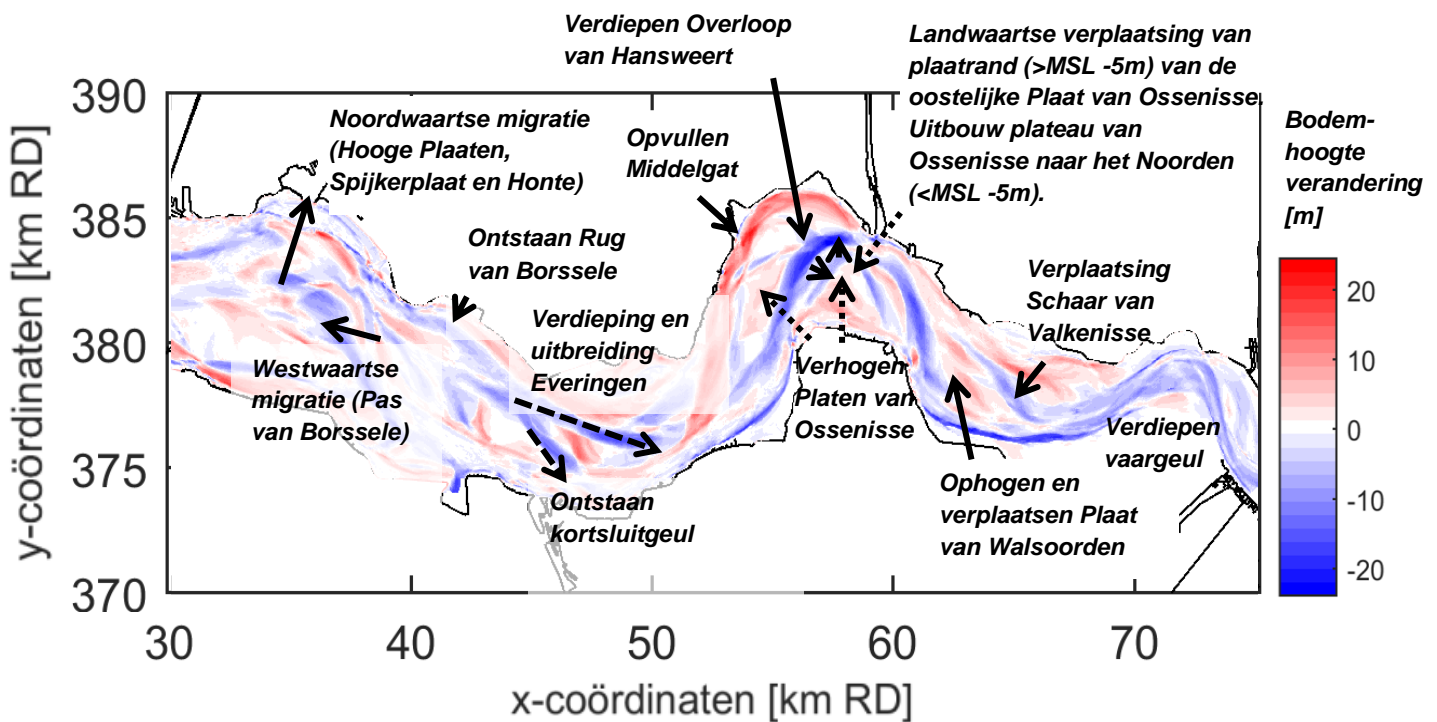 Verdiepen Overloop
van Hansweert
Landwaartse verplaatsing van
plaatrand (>MSL -5m) van de
oostelijke Plaat van Ossenisse.
Uitbouw plateau van
Ossenisse naar het Noorden
(<MSL -5m).
Noordwaartse migratie
(Hooge Plaaten,
Spijkerplaat en Honte)
Opvullen
Middelgat
Ontstaan Rug
van Borssele
Verdieping en
uitbreiding
Everingen
Verplaatsing
Schaar van
Valkenisse
Westwaartse
migratie (Pas
van Borssele)
Verhogen
Platen van
Ossenisse
Verdiepen
vaargeul
Ontstaan
kortsluitgeul
Ophogen en
verplaatsen Plaat
van Walsoorden
Bodem-
hoogte
verandering
[m]
20
10
0
-10
-20
390
385
380
375
370
y-coördinaten [km RD]
30
40
50
60
70
x-coördinaten [km RD]